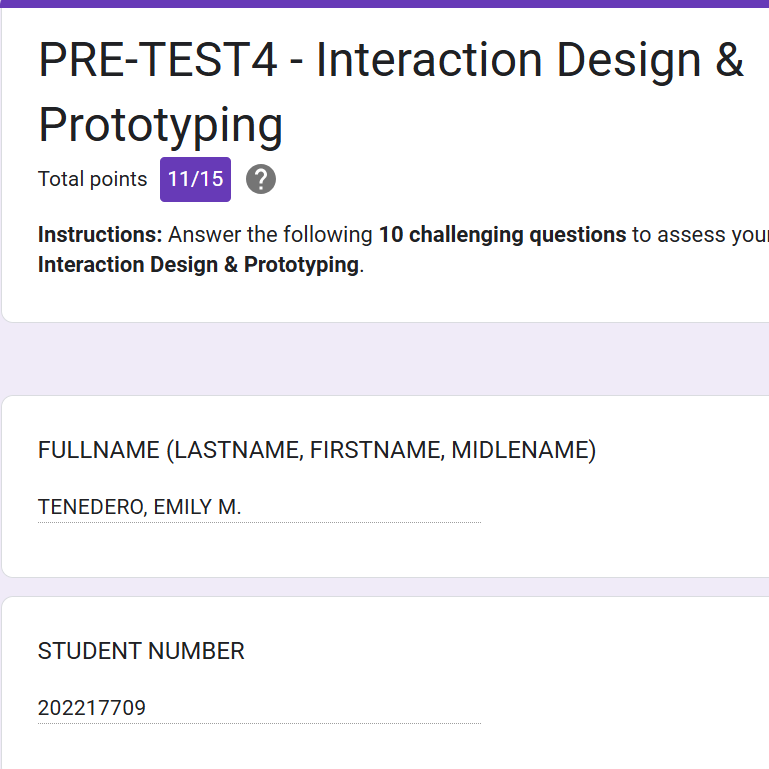 PRE-TEST4 - Interaction Design &
Prototyping
Total points 11/15 ?
Instructions: Answer the following 10 challenging questions to assess your
Interaction Design & Prototyping.
FULLNAME (LASTNAME, FIRSTNAME, MIDLENAME)
TENEDERO, EMILY M.
STUDENT NUMBER
202217709